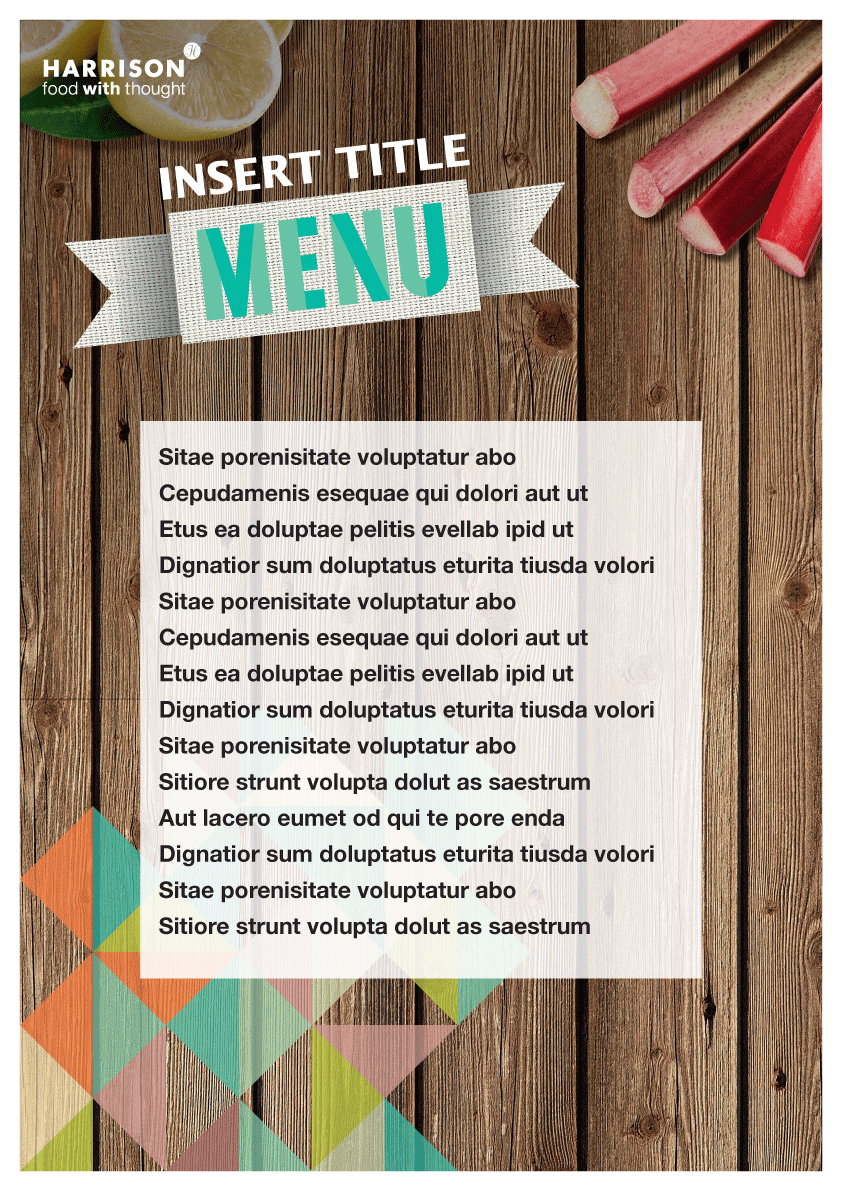 HARRISON H
food with thought
INSERT TITLE
MENU
Sitae porenisitate voluptatur abo
Cepudamenis esequae qui dolori aut ut
Etus ea doluptae pelitis evellab ipid ut
Dignatior sum doluptatus eturita tiusda volori
Sitae porenisitate voluptatur abo
Cepudamenis esequae qui dolori aut ut
Etus ea doluptae pelitis evellab ipid ut
Dignatior sum doluptatus eturita tiusda volori
Sitae porenisitate voluptatur abo
Sitiore strunt volupta dolut as saestrum
Aut lacero eumet od qui te pore enda
Dignatior sum doluptatus eturita tiusda volori
Sitae porenisitate voluptatur abo
Sitiore strunt volupta dolut as saestrum